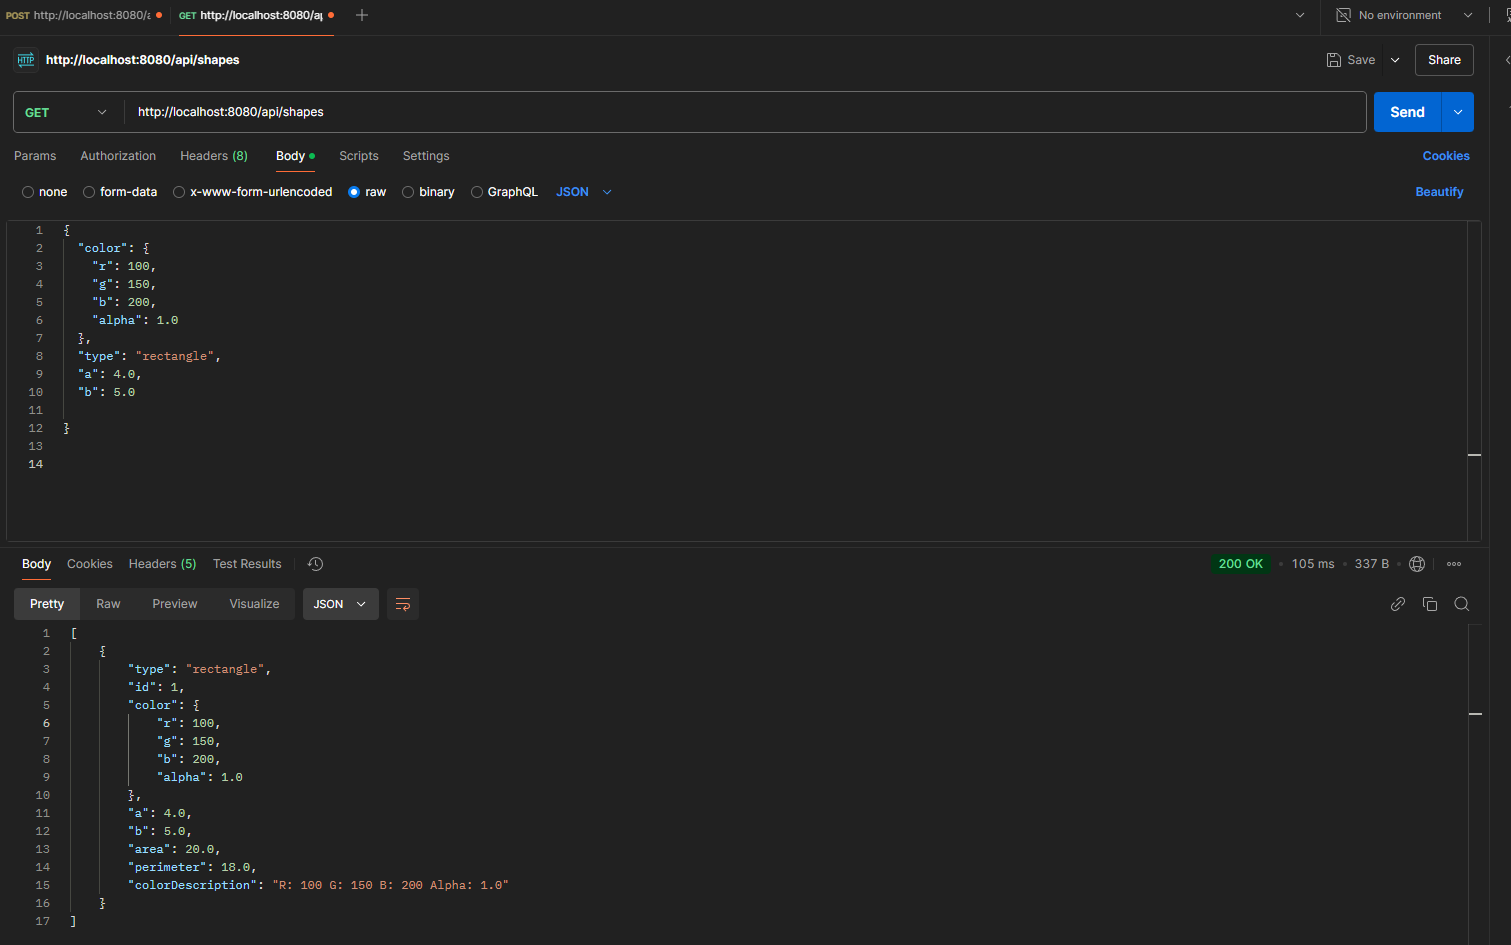 POST http://localhost:8080/a
GET http://localhost:8080/a
No environment
HTTP http://localhost:8080/api/shapes
Save
Share
GET http://localhost:8080/api/shapes
Send
Params Authorization Headers (8) Body Scripts Settings
Cookies
none form-data x-www-form-urlencoded raw binary GraphQL JSON
Beautify
1 {
2 "color": {
3 "r": 100,
4 "g": 150,
5 "b": 200,
6 "alpha": 1.0
7 },
8 "type": "rectangle",
9 "a": 4.0,
10 "b": 5.0
11
12 }
13
14
Body Cookies Headers (5) Test Results
200 OK • 105 ms • 337 B
Pretty Raw Preview Visualize JSON
1 [
2 {
3 "type": "rectangle",
4 "id": 1,
5 "color": {
6 "r": 100,
7 "g": 150,
8 "b": 200,
9 "alpha": 1.0
10 },
11 "a": 4.0,
12 "b": 5.0,
13 "area": 20.0,
14 "perimeter": 18.0,
15 "colorDescription": "R: 100 G: 150 B: 200 Alpha: 1.0"
16 }
17 ]